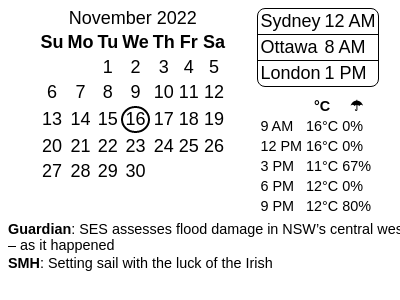 November 2022
Su Mo Tu We Th Fr Sa
1 2 3 4 5
6 7 8 9 10 11 12
13 14 15 16 17 18 19
20 21 22 23 24 25 26
27 28 29 30
Sydney 12 AM
Ottawa 8 AM
London 1 PM
°C ☂
9 AM 16°C 0%
12 PM 16°C 0%
3 PM 11°C 67%
6 PM 12°C 0%
9 PM 12°C 80%
Guardian: SES assesses flood damage in NSW’s central wes
– as it happened
SMH: Setting sail with the luck of the Irish